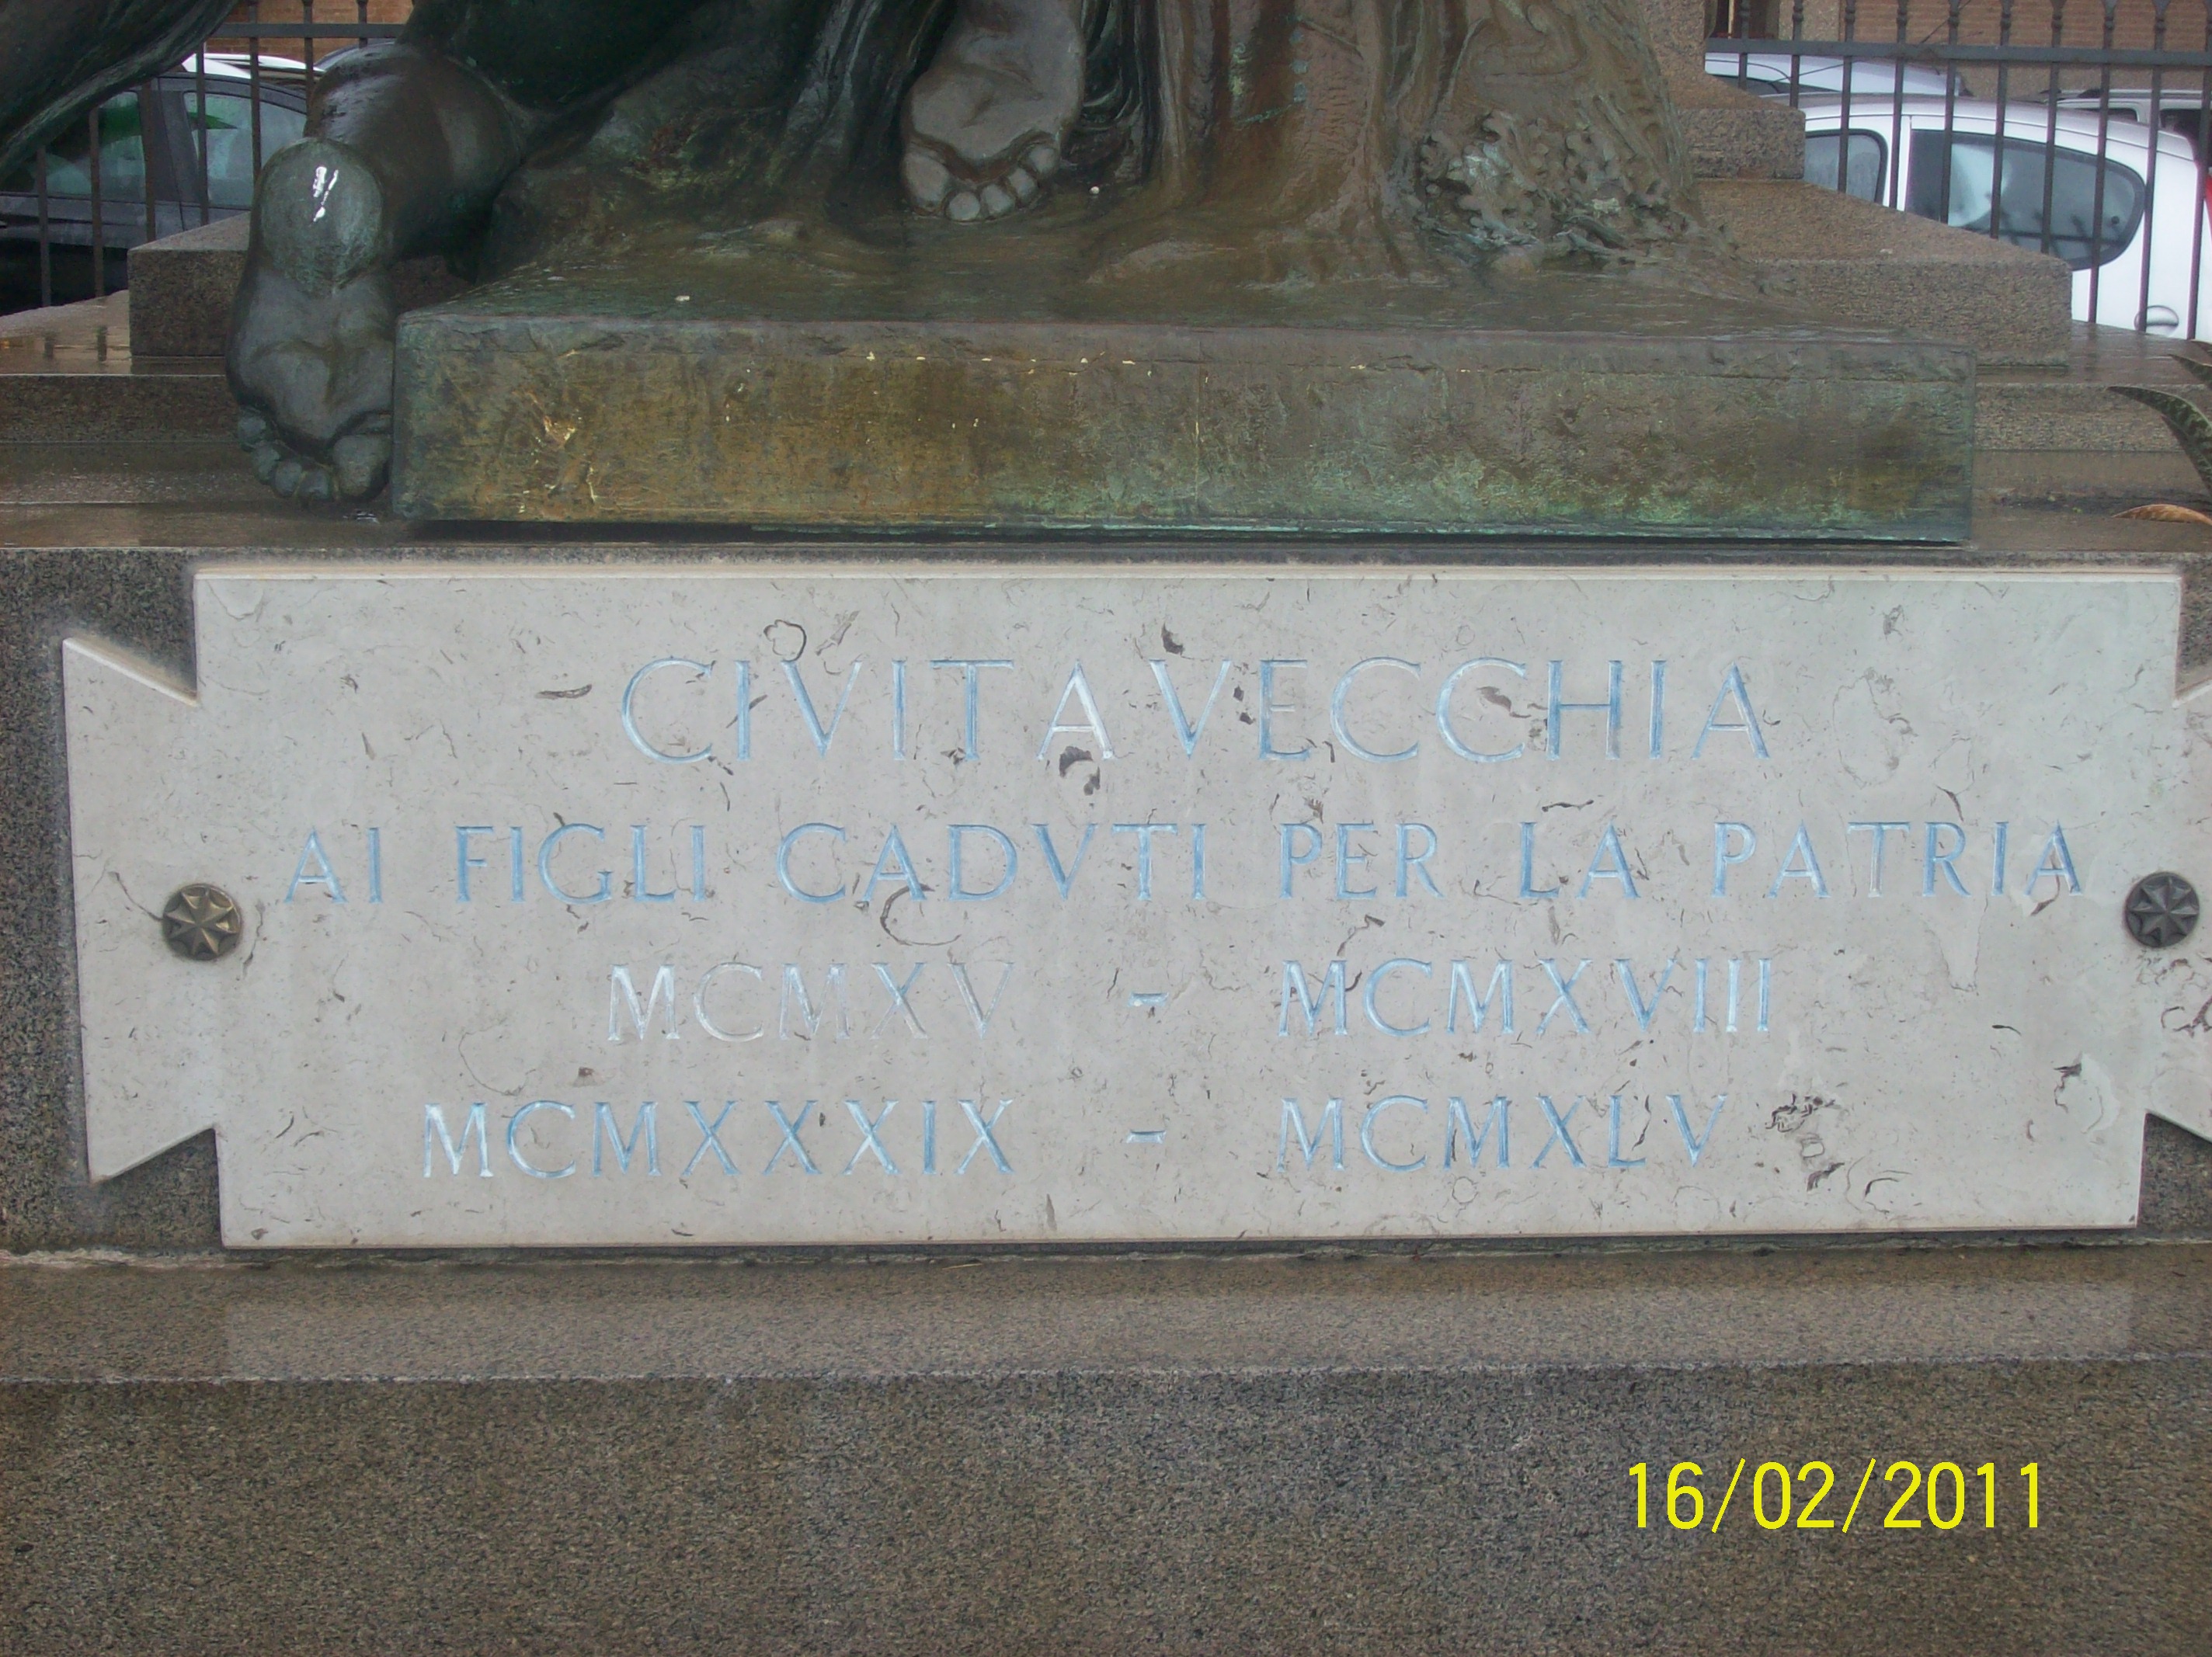 CIVITAVECCHIA
AI FIGLI CADVTI PER LA PATRIA
MCMXV - MCMXVIII
MCMXXXIX - MCMXLV
16/02/2011